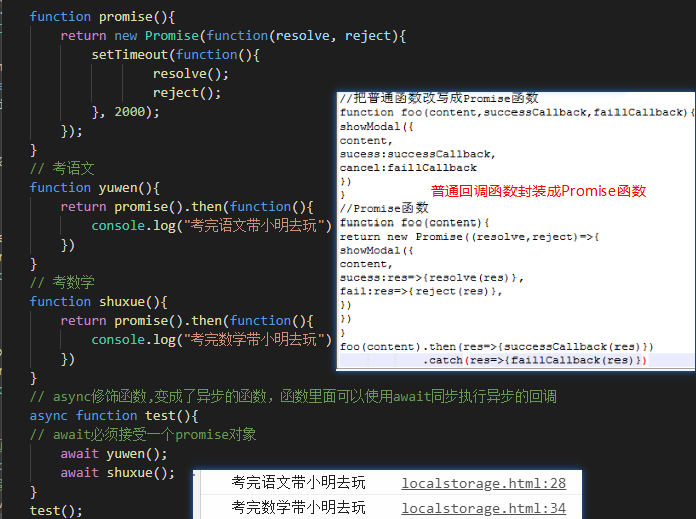 function promise(){
return new Promise(function(resolve, reject){
setTimeout(function(){
resolve();
reject();
}, 2000);
});
}
// 考语文
function yuwen(){
return promise().then(function(){
console.log("考完语文带小明去玩")
})
}
// 考数学
function shuxue(){
return promise().then(function(){
console.log("考完数学带小明去玩")
})
}
// async修饰函数,变成了异步的函数，函数里面可以使用await同步执行异步的回调
async function test(){
// await必须接受一个promise对象
await yuwen();
await shuxue();
}
test();
//把普通函数改写成Promise函数
function foo(content,successCallback,faillCallback){
showModal({
content,
sucess:successCallback,
cancel:faillCallback
})
}
普通回调函数封装成Promise函数
//Promise函数
function foo(content){
return new Promise((resolve,reject)=>{
showModal({
content,
sucess:res=>{resolve(res)},
fail:res=>{reject(res)},
})
})
}
foo(content).then(res=>{successCallback(res)})
.catch(res=>{faillCallback(res)})
考完语文带小明去玩 localstorage.html:28
考完数学带小明去玩 localstorage.html:34